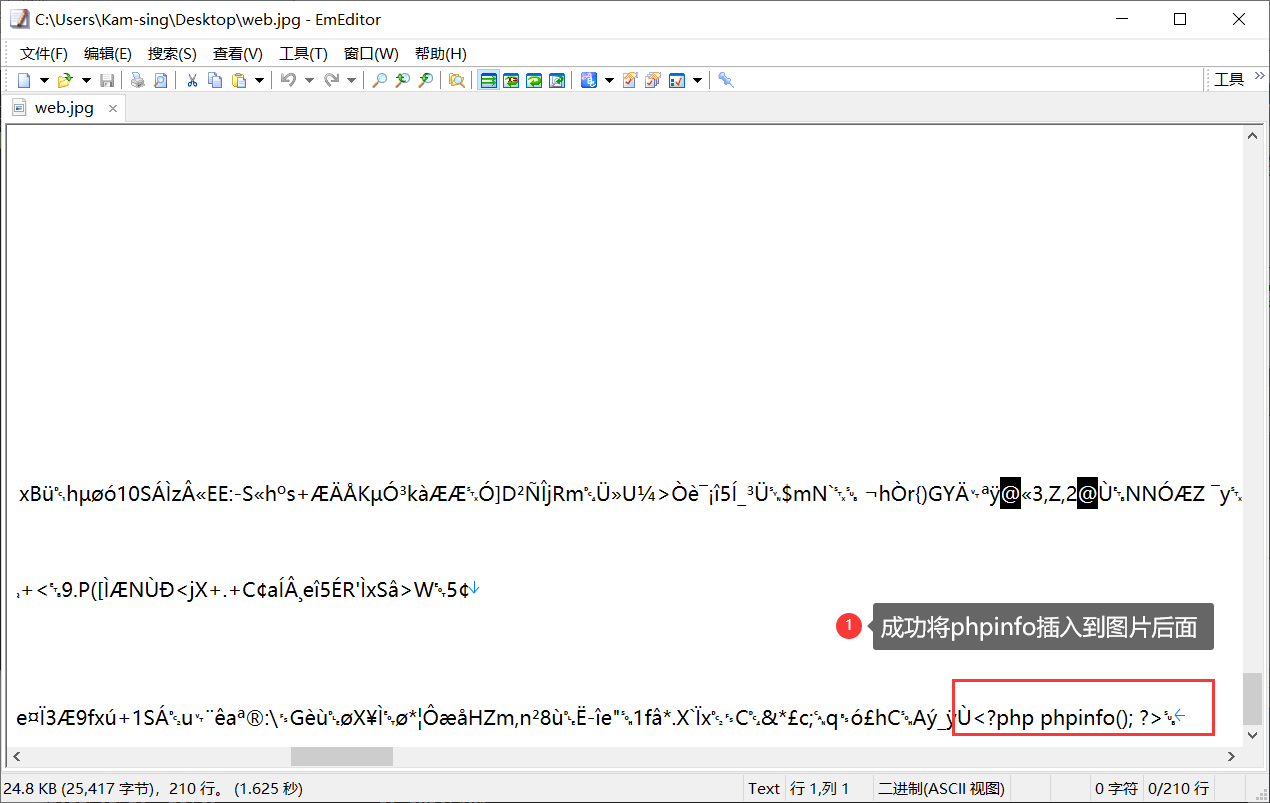 C:\Users\Kam-sing\Desktop\web.jpg - EmEditor
文件(F) 编辑(E) 搜索(S) 查看(V) 工具(T) 窗口(W) 帮助(H)
工具
web.jpg
xBü hµøó10SÁÌzÂ«EE:-S«hºs+ÆÄÅKµÓ³kàÆÆ Ó]D²ÑÎjRm Ü»U¼>Òè¯¡î5Í_³Ü $mN` ¬hÒr{)GYÄ ªÿ@«3,Z,2@Ù NNÓÆZ ¯y
+< 9.P([ÌÆNÙÐ<jX+.+C¢aÍÂ¸eî5ÉR'ÌxSâ>W 5¢↓
1 成功将phpinfo插入到图片后面
e¤Ï3Æ9fxú+1SÁ u ¨êaª®:\ Gèù øX¥Ì ø*¦ÔæåHZm,n²8ù Ë-îe" 1fâ*.X`Ïx C &*£c; q ó£hC Aý_ÿÙ<?php phpinfo(); ?> ←
24.8 KB (25,417 字节)，210 行。 (1.625 秒) Text 行 1,列 1 二进制(ASCII 视图) 0 字符 0/210 行